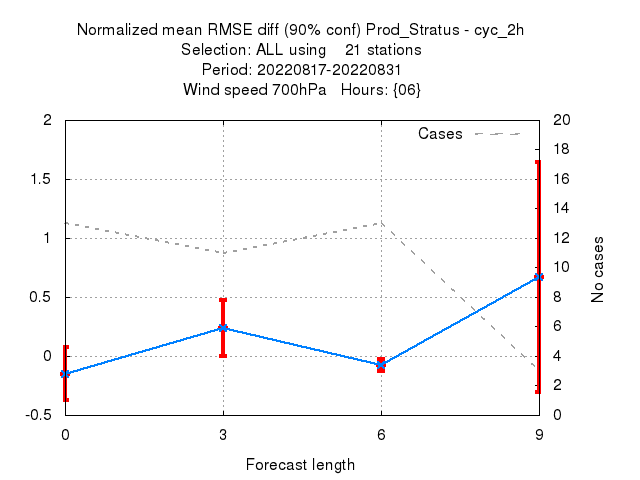 Normalized mean RMSE diff (90% conf) Prod_Stratus - cyc_2h
Selection: ALL using    21 stations
Period: 20220817-20220831
Wind speed 700hPa   Hours: {06}
Cases
2
1.5
1
0.5
0
-0.5
20
18
16
14
12
10
8
6
4
2
0
No cases
0 3 6 9
Forecast length